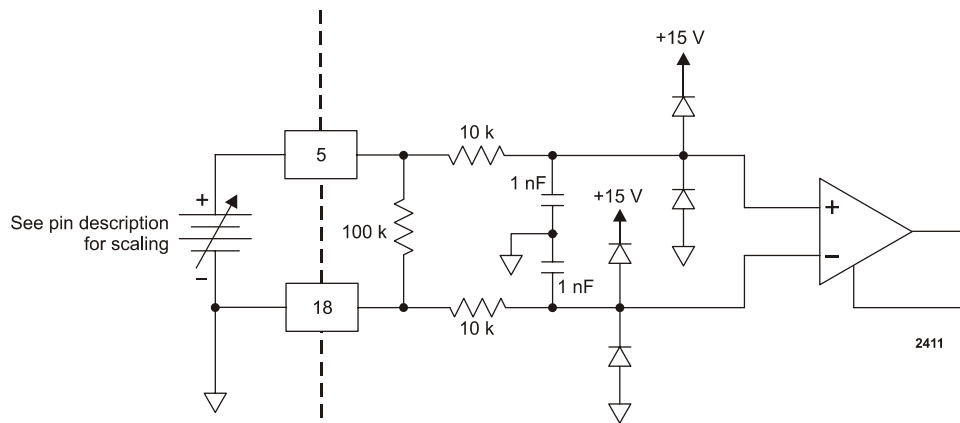 +15 V
5
10 k
1 nF
+15 V
+
See pin description
for scaling
100 k
+
−
−
1 nF
18
10 k
2411